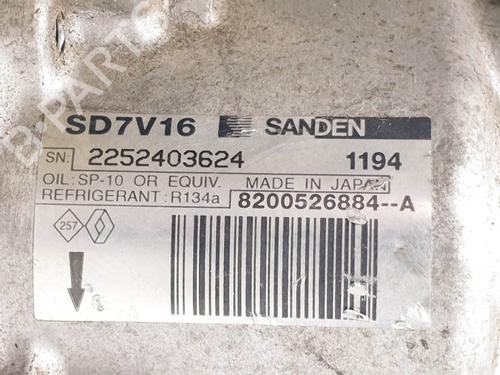 B-PARTS
SD7V16 SANDEN
SN: 2252403624 1194
OIL: SP-10 OR EQUIV. MADE IN JAPAN
REFRIGERANT : R134a 8200526884--A
257